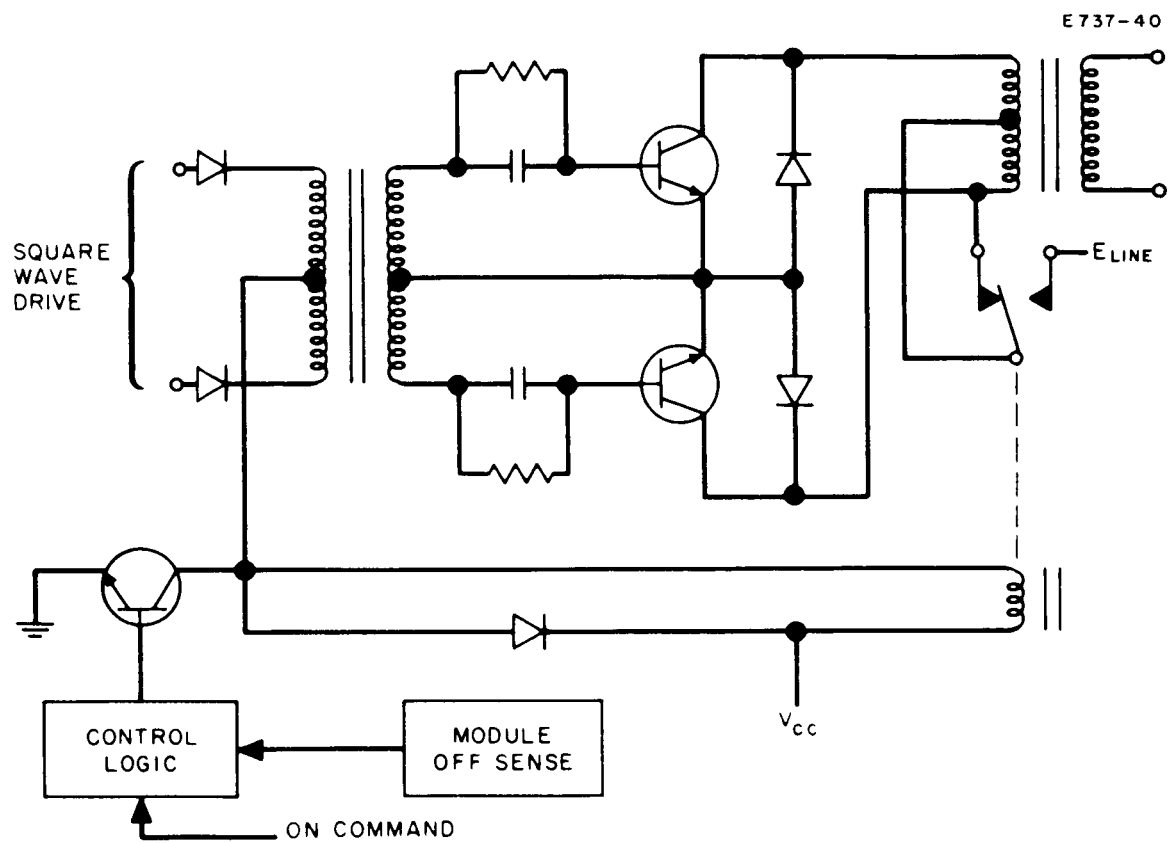 E737-40
SQUARE
WAVE
DRIVE
ELINE
VCC
CONTROL
LOGIC
MODULE
OFF SENSE
ON COMMAND